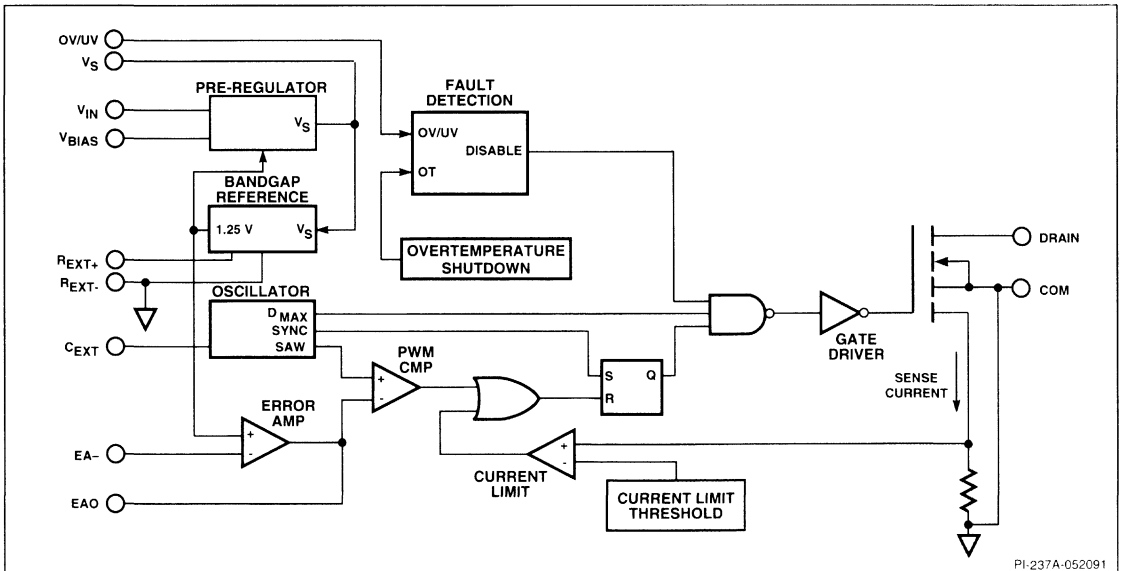 OV/UV
VS
VIN
VBIAS
REXT+
REXT-
CEXT
EA-
EAO
PRE-REGULATOR
VS
BANDGAP
REFERENCE
1.25 V
VS
OSCILLATOR
DMAX
SYNC
SAW
ERROR
AMP
+
-
PWM
CMP
+
-
FAULT
DETECTION
OV/UV
DISABLE
OT
OVERTEMPERATURE
SHUTDOWN
S
Q
R
+
-
CURRENT
LIMIT
CURRENT LIMIT
THRESHOLD
GATE
DRIVER
SENSE
CURRENT
DRAIN
COM
PI-237A-052091